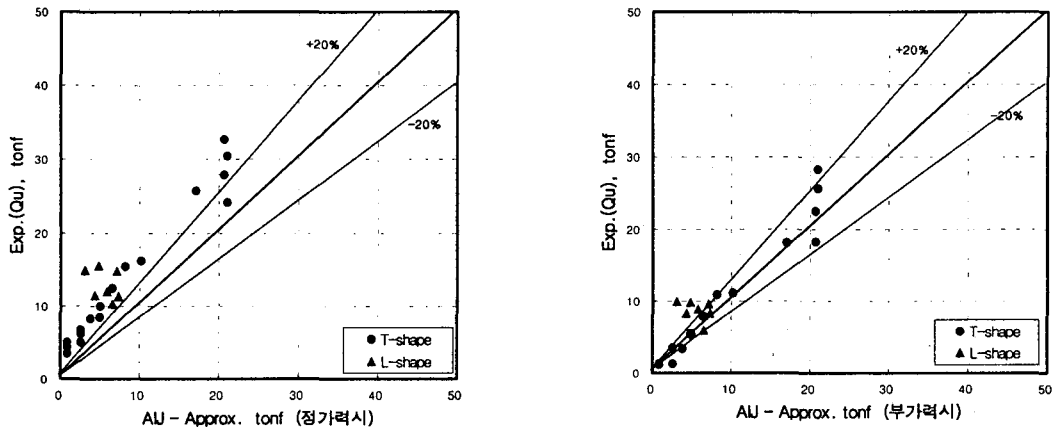 50
40
30
20
10
0
Exp.(Qu), tonf
+20%
-20%
● T-shape
▲ L-shape
0 10 20 30 40 50
AIJ - Approx. tonf (정가력시)
50
40
30
20
10
0
Exp.(Qu), tonf
+20%
-20%
● T-shape
▲ L-shape
0 10 20 30 40 50
AIJ - Approx. tonf (부가력시)